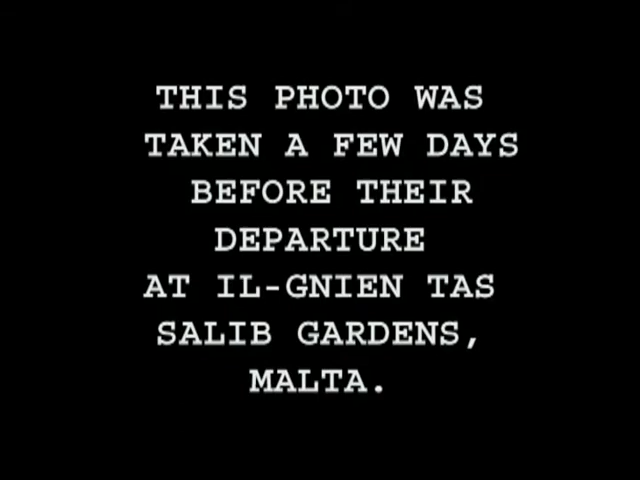 THIS PHOTO WAS
TAKEN A FEW DAYS
BEFORE THEIR
DEPARTURE
AT IL-GNIEN TAS
SALIB GARDENS,
MALTA.